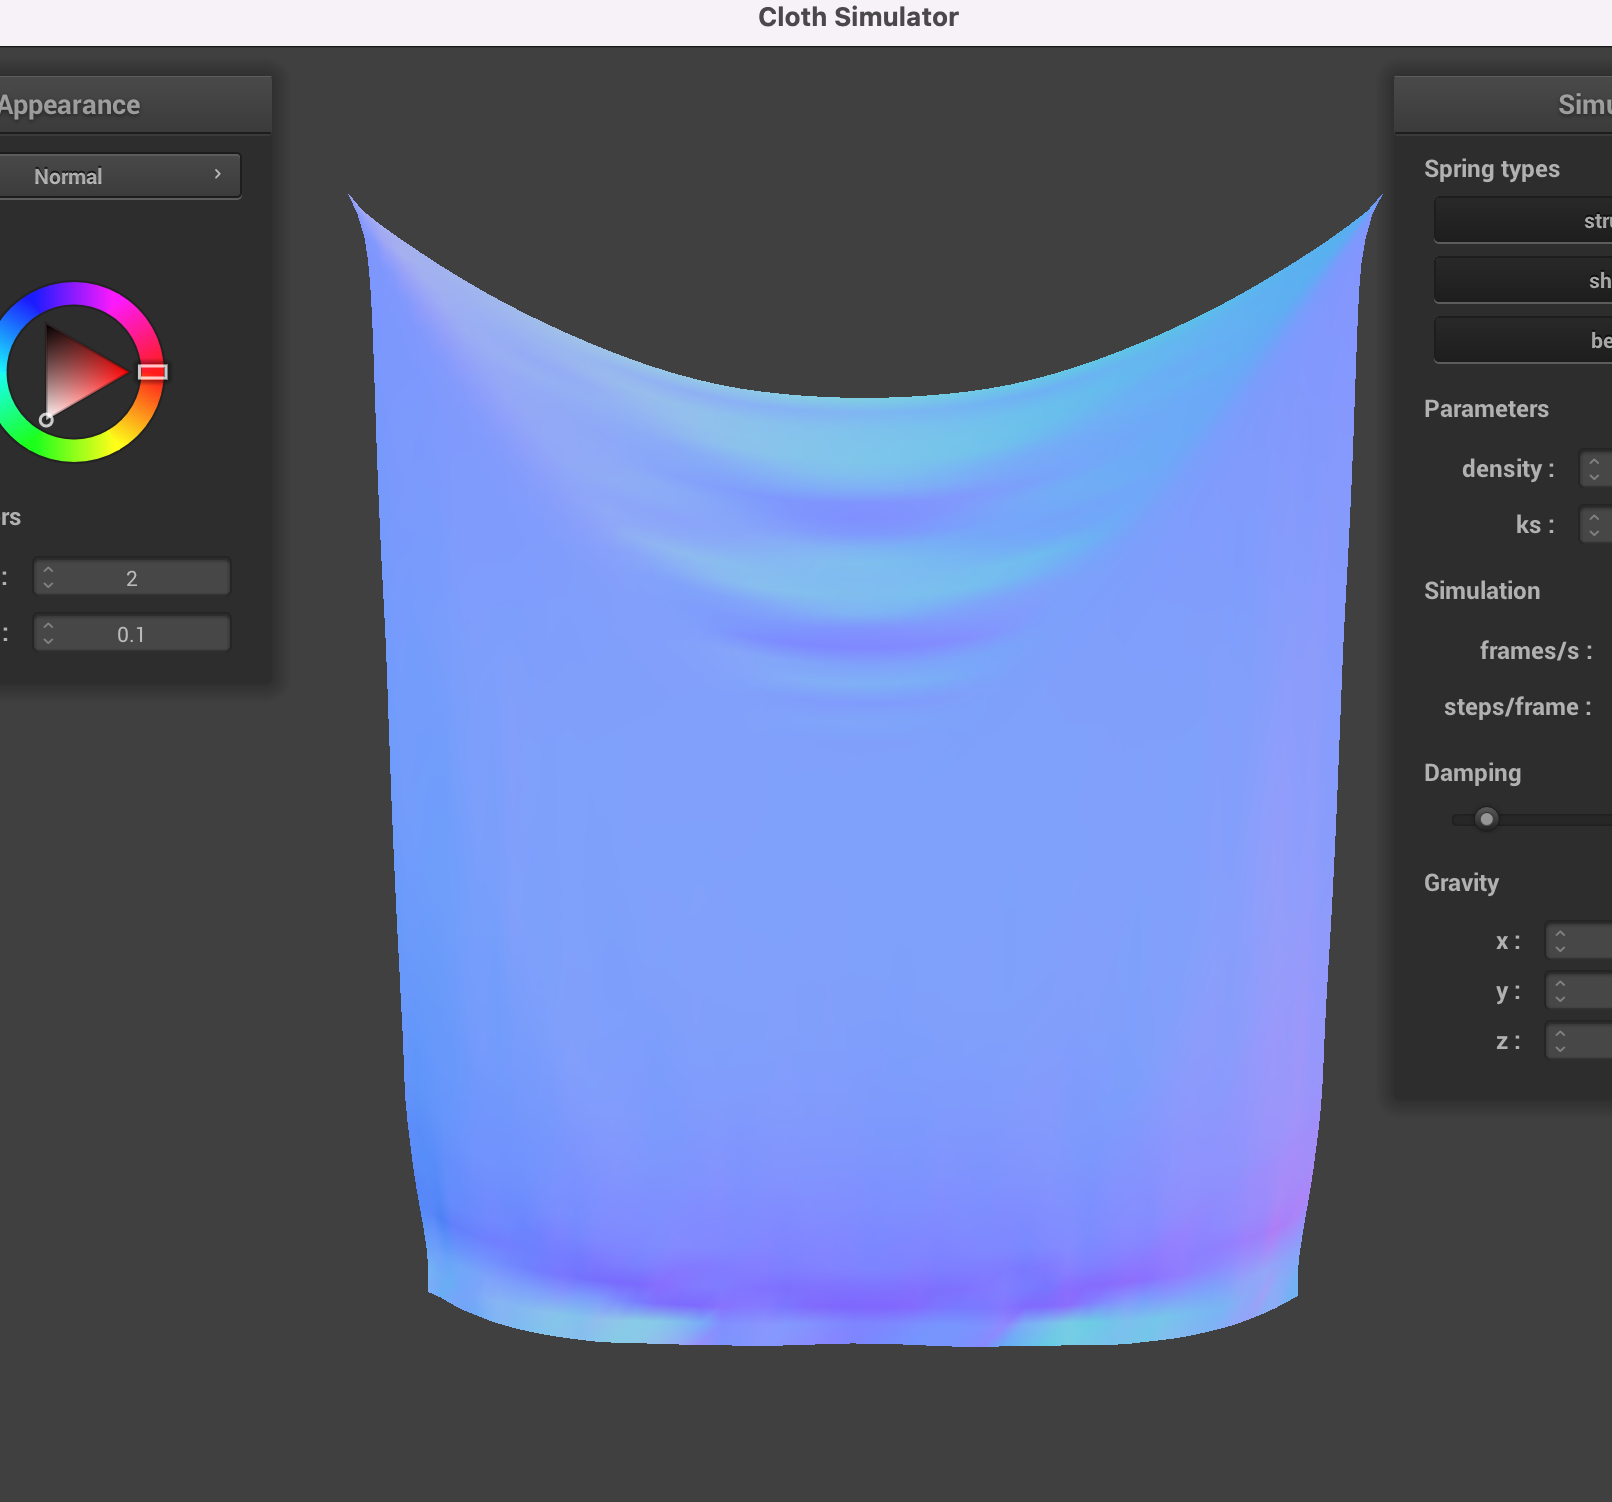 Cloth Simulator
Appearance
Normal
rs
: 2
: 0.1
Simu
Spring types
stru
sh
be
Parameters
density :
ks :
Simulation
frames/s :
steps/frame :
Damping
Gravity
x :
y :
z :